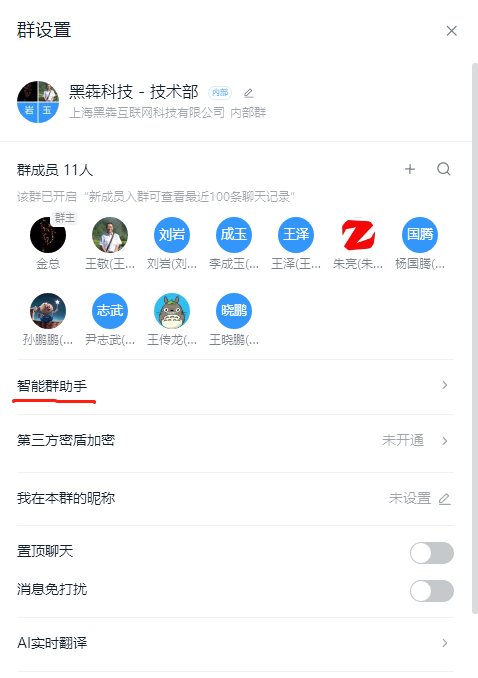 群设置
黑犇科技 - 技术部 内部
岩 玉
上海黑犇互联网科技有限公司 内部群
群成员 11人
该群已开启 “新成员入群可查看最近100条聊天记录”
群主
刘岩 成玉 王泽 国腾
金总 王敬(王... 刘岩(刘... 李成玉(... 王泽(王... 朱亮(朱... 杨国腾(...
志武 晓鹏
孙鹏鹏(... 尹志武(... 王传龙(... 王晓鹏(...
智能群助手
第三方密盾加密 未开通
我在本群的昵称 未设置
置顶聊天
消息免打扰
AI实时翻译